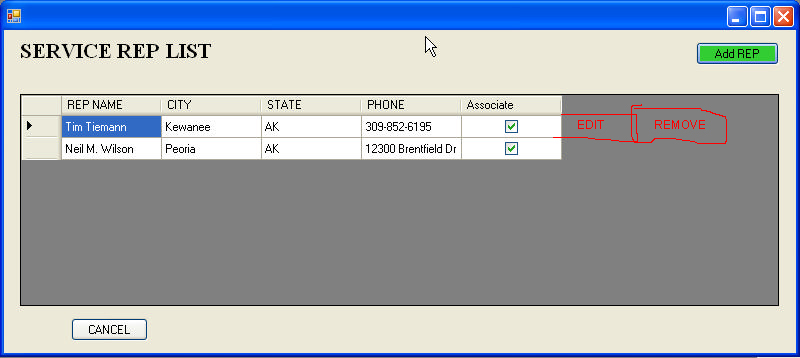 SERVICE REP LIST
Add REP
REP NAME CITY STATE PHONE Associate
Tim Tiemann Kewanee AK 309-852-6195 EDIT REMOVE
Neil M. Wilson Peoria AK 12300 Brentfield Dr
CANCEL